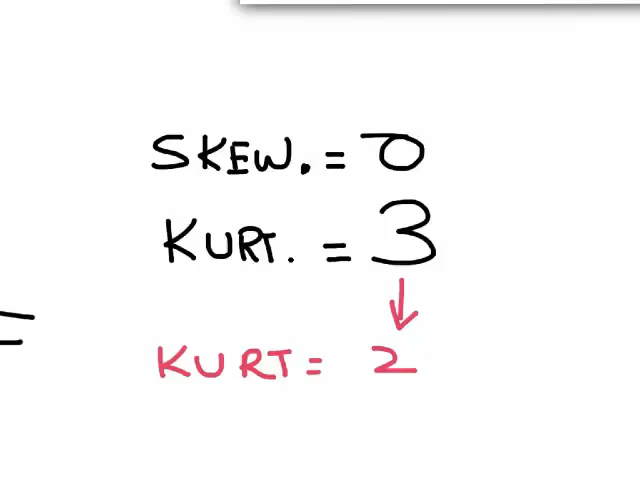 SKEW. = 0
KURT. = 3
↓
KURT = 2